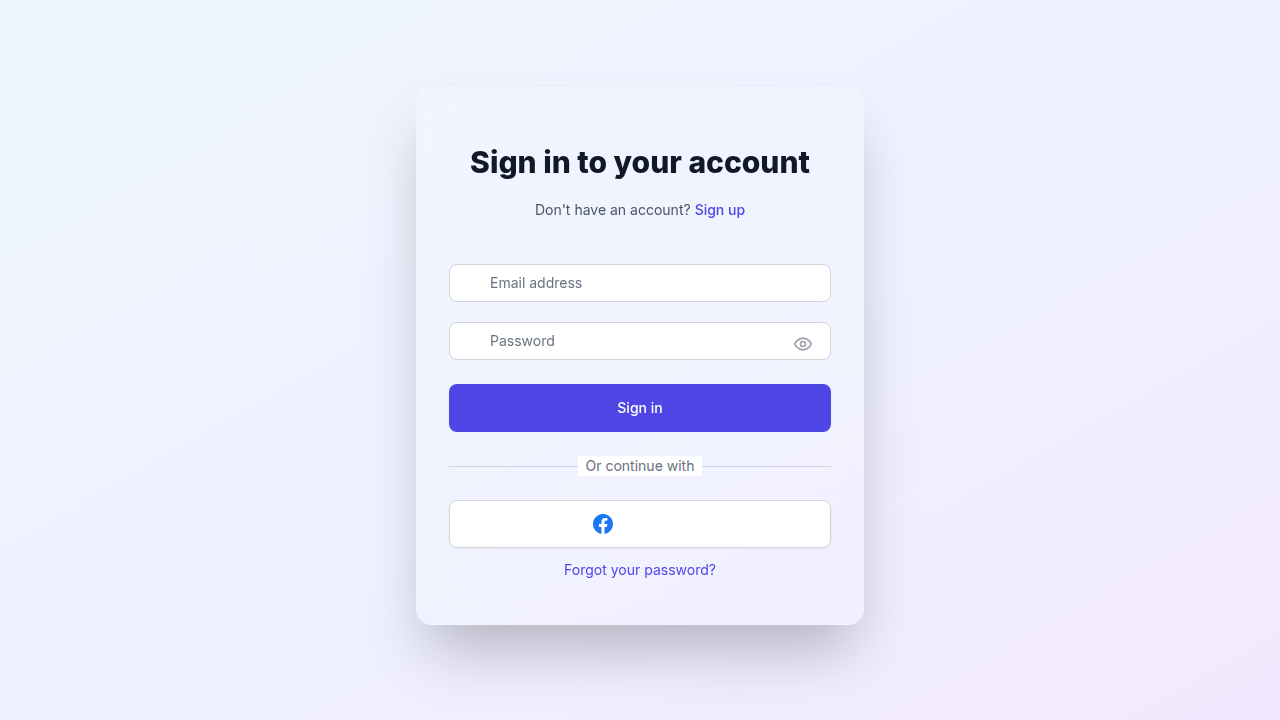 Sign in to your account
Don't have an account? Sign up
Email address
Password
Sign in
Or continue with
Forgot your password?